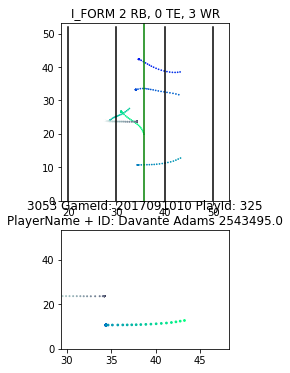 I_FORM 2 RB, 0 TE, 3 WR
50
40
30
20
10
0
20 30 40 50
3053 GameId: 2017091010 PlayId: 325
PlayerName + ID: Davante Adams 2543495.0
40
20
0
30 35 40 45